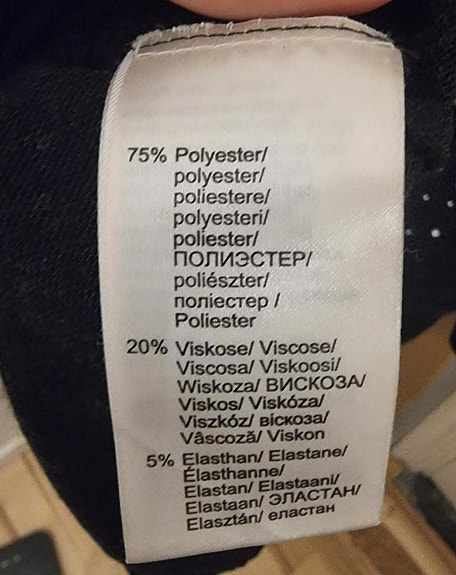 75% Polyester/
polyester/
poliestere/
polyesteri/
poliester/
ПОЛИЭСТЕР/
poliészter/
поліестер /
Poliester
20% Viskose/ Viscose/
Viscosa/ Viskoosi/
Wiskoza/ ВИСКОЗА/
Viskos/ Viskóza/
Viszkóz/ віскоза/
Vâscoză/ Viskon
5% Elasthan/ Elastane/
Élasthanne/
Elastan/ Elastaani/
Elastaan/ ЭЛАСТАН/
Elasztán/ еластан